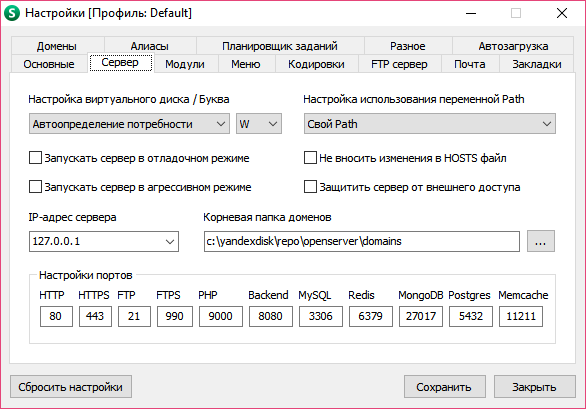 Настройки [Профиль: Default]
Домены Алиасы Планировщик заданий Разное Автозагрузка
Основные Сервер Модули Меню Кодировки FTP сервер Почта Закладки
Настройка виртуального диска / Буква Настройка использования переменной Path
Автоопределение потребности W Свой Path
Запускать сервер в отладочном режиме Не вносить изменения в HOSTS файл
Запускать сервер в агрессивном режиме Защитить сервер от внешнего доступа
IP-адрес сервера Корневая папка доменов
127.0.0.1 c:\yandexdisk\repo\openserver\domains ...
Настройки портов
HTTP HTTPS FTP FTPS PHP Backend MySQL Redis MongoDB Postgres Memcache
80 443 21 990 9000 8080 3306 6379 27017 5432 11211
Сбросить настройки Сохранить Закрыть